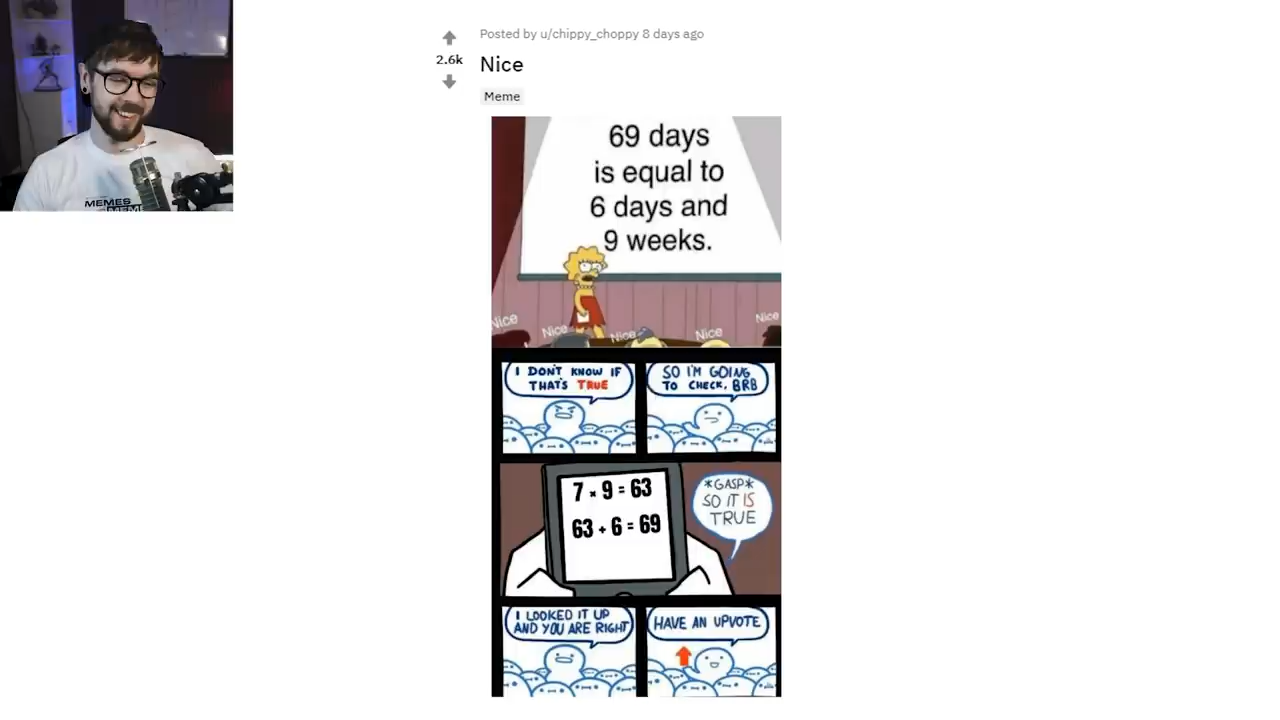 Posted by u/chippy_choppy 8 days ago
2.6k
Nice
Meme
69 days
is equal to
6 days and
9 weeks.
Nice
Nice
Nice
Nice
Nice
I DON'T KNOW IF
THAT'S TRUE
SO I'M GOING
TO CHECK, BRB
7 × 9 = 63
63 + 6 = 69
*GASP*
SO IT IS
TRUE
I LOOKED IT UP
AND YOU ARE RIGHT
HAVE AN UPVOTE
MEMES
MEM